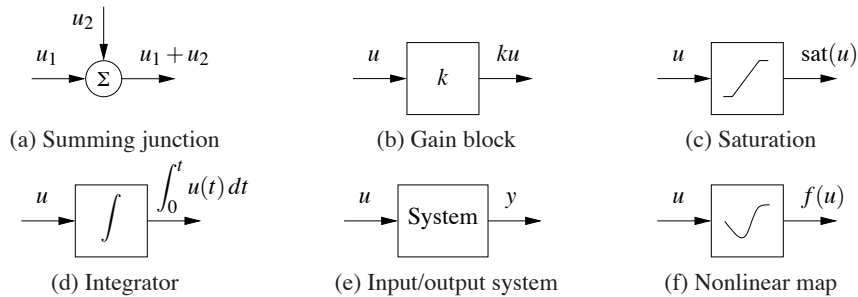 u₂
u₁ Σ u₁ + u₂
(a) Summing junction
u k ku
(b) Gain block
u sat(u)
(c) Saturation
u ∫ ∫₀ᵗ u(t) dt
(d) Integrator
u System y
(e) Input/output system
u f(u)
(f) Nonlinear map